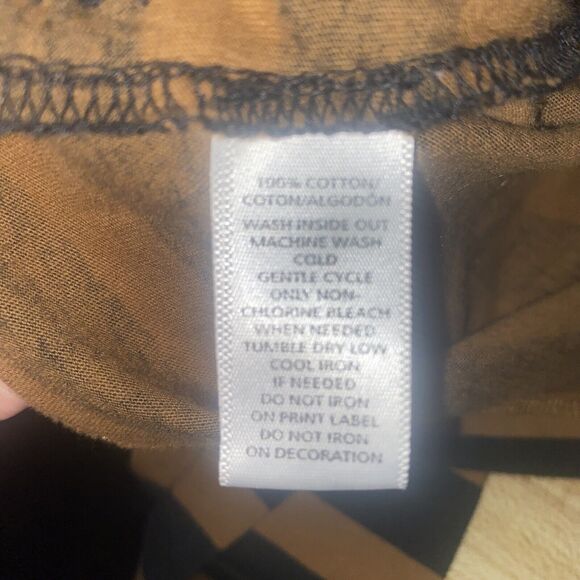 100% COTTON/
COTON/ALGODÓN
WASH INSIDE OUT
MACHINE WASH
COLD
GENTLE CYCLE
ONLY NON-
CHLORINE BLEACH
WHEN NEEDED
TUMBLE DRY LOW
COOL IRON
IF NEEDED
DO NOT IRON
ON PRINT LABEL
DO NOT IRON
ON DECORATION